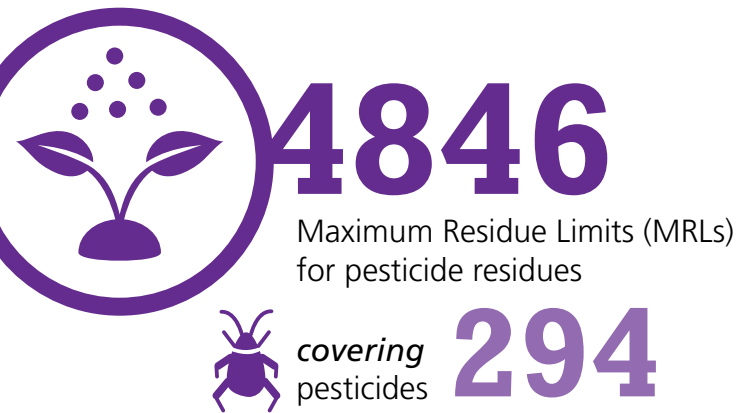 4846
Maximum Residue Limits (MRLs)
for pesticide residues
covering 294
pesticides